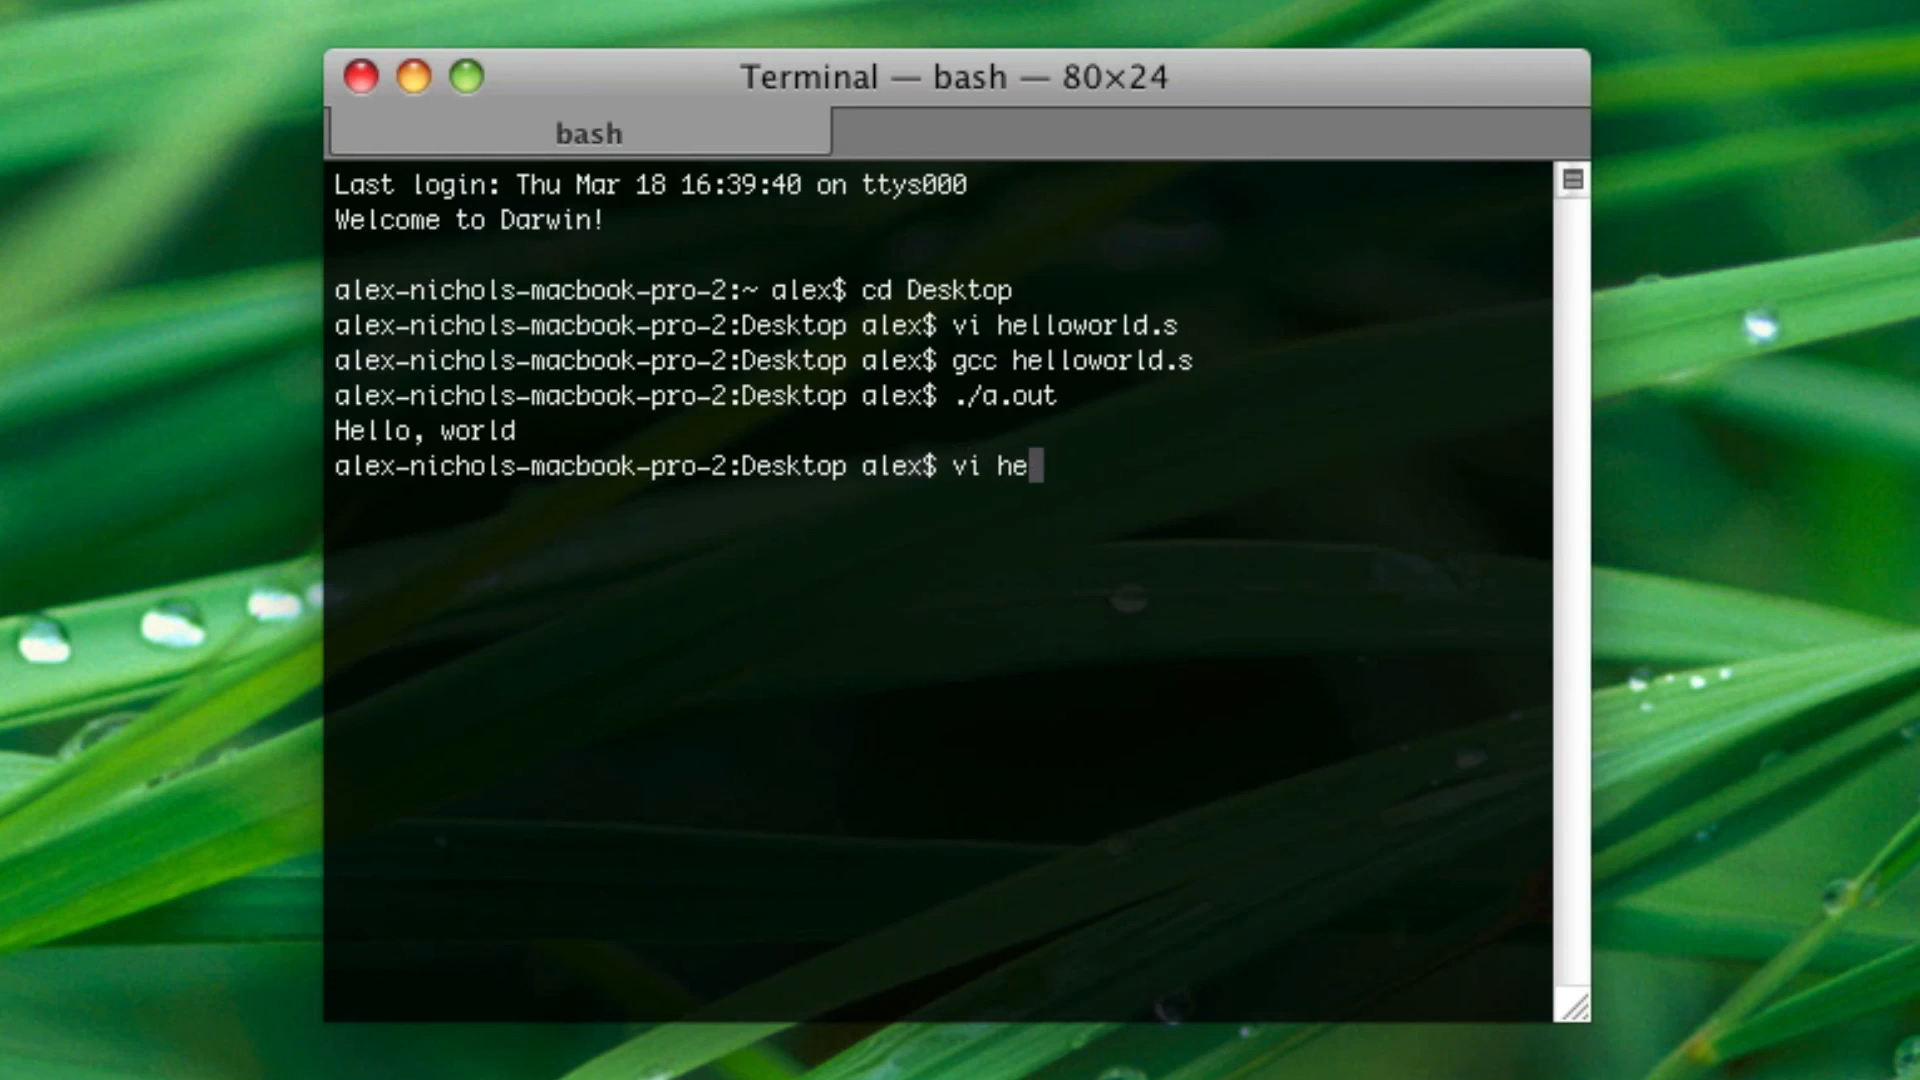 Terminal — bash — 80×24
bash
Last login: Thu Mar 18 16:39:40 on ttys000
Welcome to Darwin!
alex-nichols-macbook-pro-2:~ alex$ cd Desktop
alex-nichols-macbook-pro-2:Desktop alex$ vi helloworld.s
alex-nichols-macbook-pro-2:Desktop alex$ gcc helloworld.s
alex-nichols-macbook-pro-2:Desktop alex$ ./a.out
Hello, world
alex-nichols-macbook-pro-2:Desktop alex$ vi he